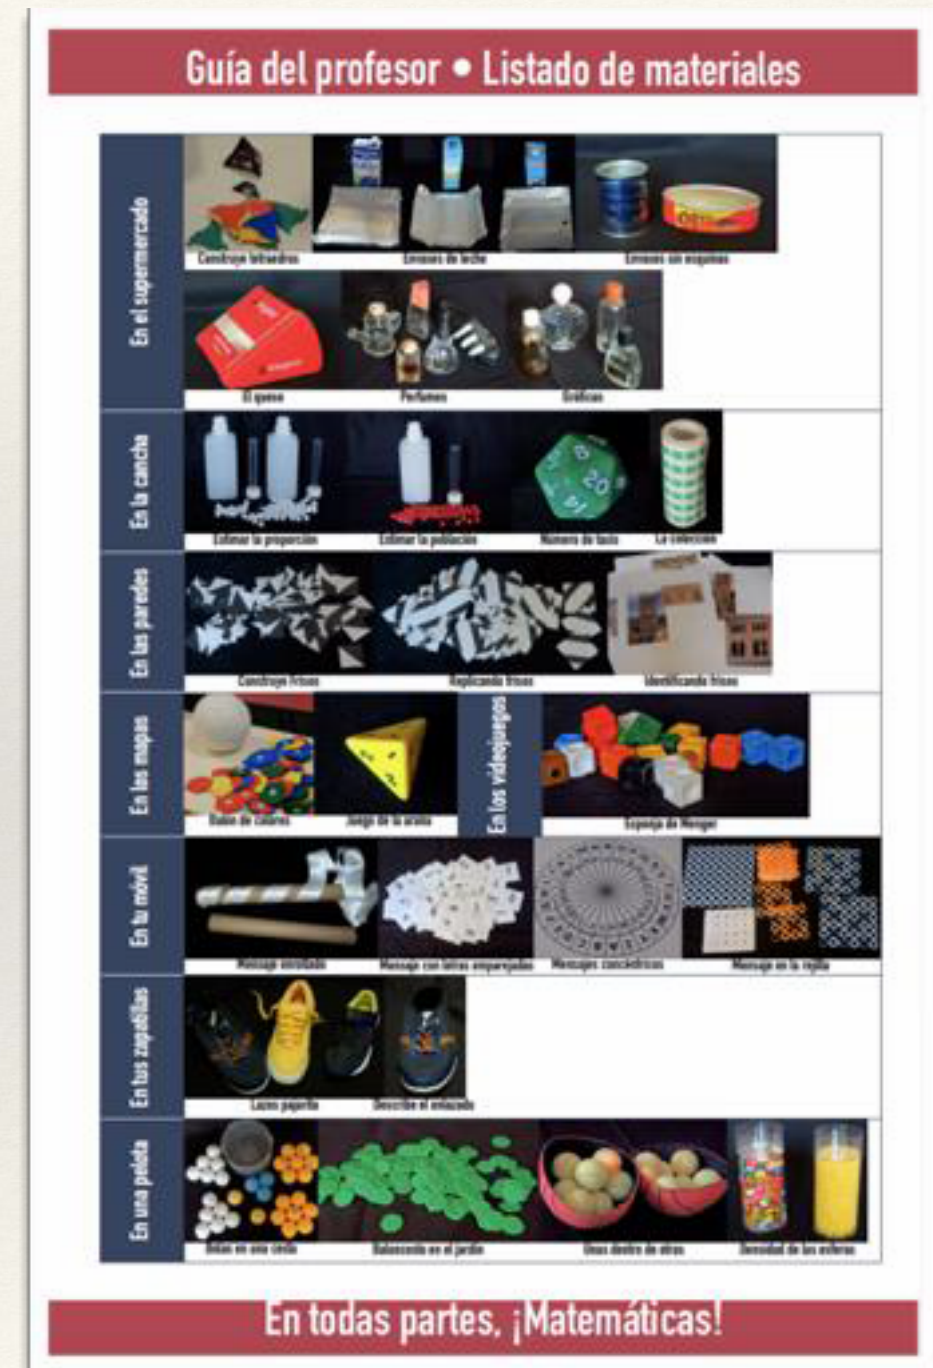 Guía del profesor • Listado de materiales
En el supermercado
Construye tetraedros
Envases de leche
Envases sin esquinas
El queso
Perfumes
Gráficas
En la cancha
Estimar la proporción
Estimar la población
Número de taxis
La colección
En las paredes
Construye frisos
Replicando frisos
Identificando frisos
En los mapas
Balón de colores
Juego de la araña
En los videojuegos
Esponja de Menger
En tu móvil
Mensaje enrollado
Mensaje con letras emparejadas
Mensajes concéntricos
Mensaje en la rejilla
En tus zapatillas
Lazos pajarita
Describe el enlazado
En una pelota
Bolas en una cesta
en el jardín
Unas dentro de otras
Densidad de las esferas
En todas partes, ¡Matemáticas!